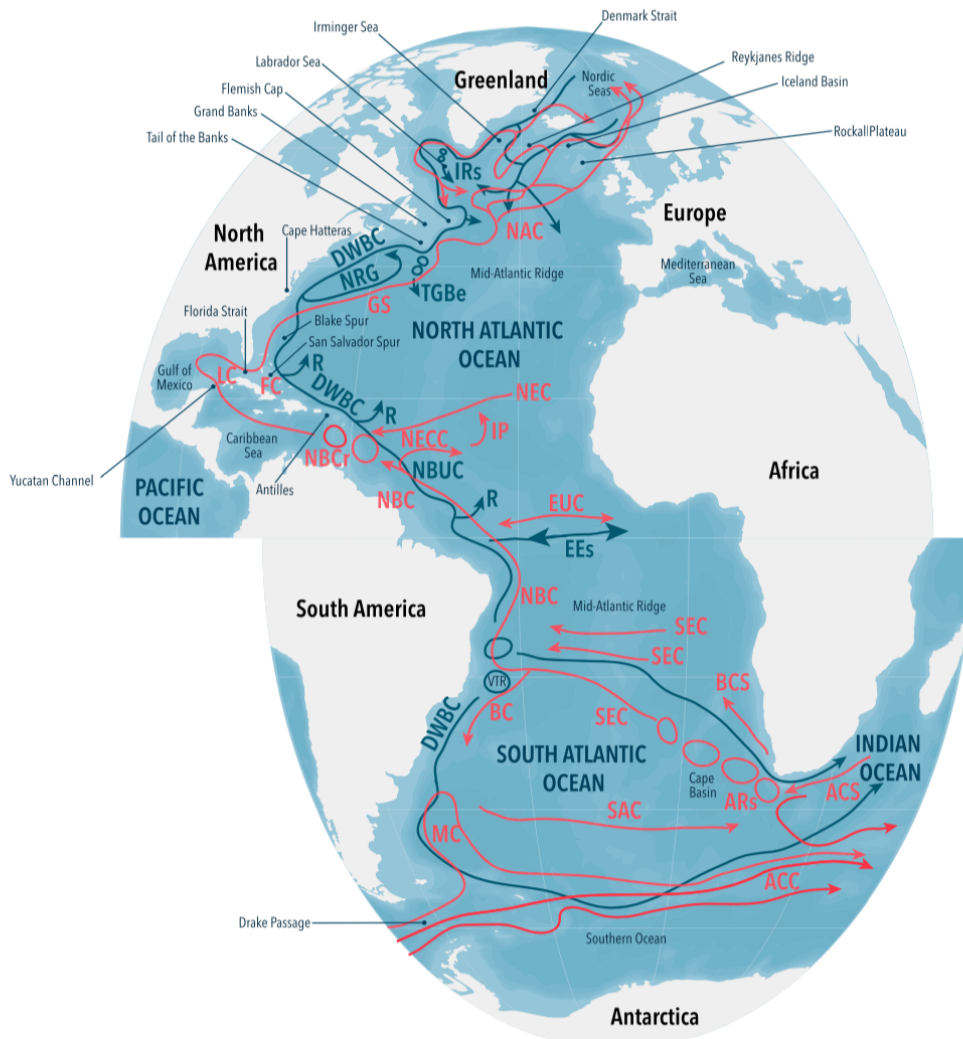 Denmark Strait
Irminger Sea
Reykjanes Ridge
Labrador Sea
Greenland
Nordic
Seas
Iceland Basin
Flemish Cap
Grand Banks
Rockall Plateau
Tail of the Banks
IRs
Europe
North
America
Cape Hatteras
DWBC
NAC
Mediterranean
Sea
NRG
Mid-Atlantic Ridge
TGBe
GS
Florida Strait
Blake Spur
NORTH ATLANTIC
OCEAN
San Salvador Spur
Gulf of
Mexico
LC
FC
R
DWBC
NEC
R
IP
NECC
Caribbean
Sea
NBCr
NBUC
Africa
Yucatan Channel
Antilles
PACIFIC
OCEAN
NBC
R
EUC
EEs
South America
NBC
Mid-Atlantic Ridge
SEC
SEC
VTR
BCS
BC
SEC
DWBC
SOUTH ATLANTIC
OCEAN
INDIAN
OCEAN
Cape
Basin
ARs
ACS
SAC
MC
ACC
Drake Passage
Southern Ocean
Antarctica